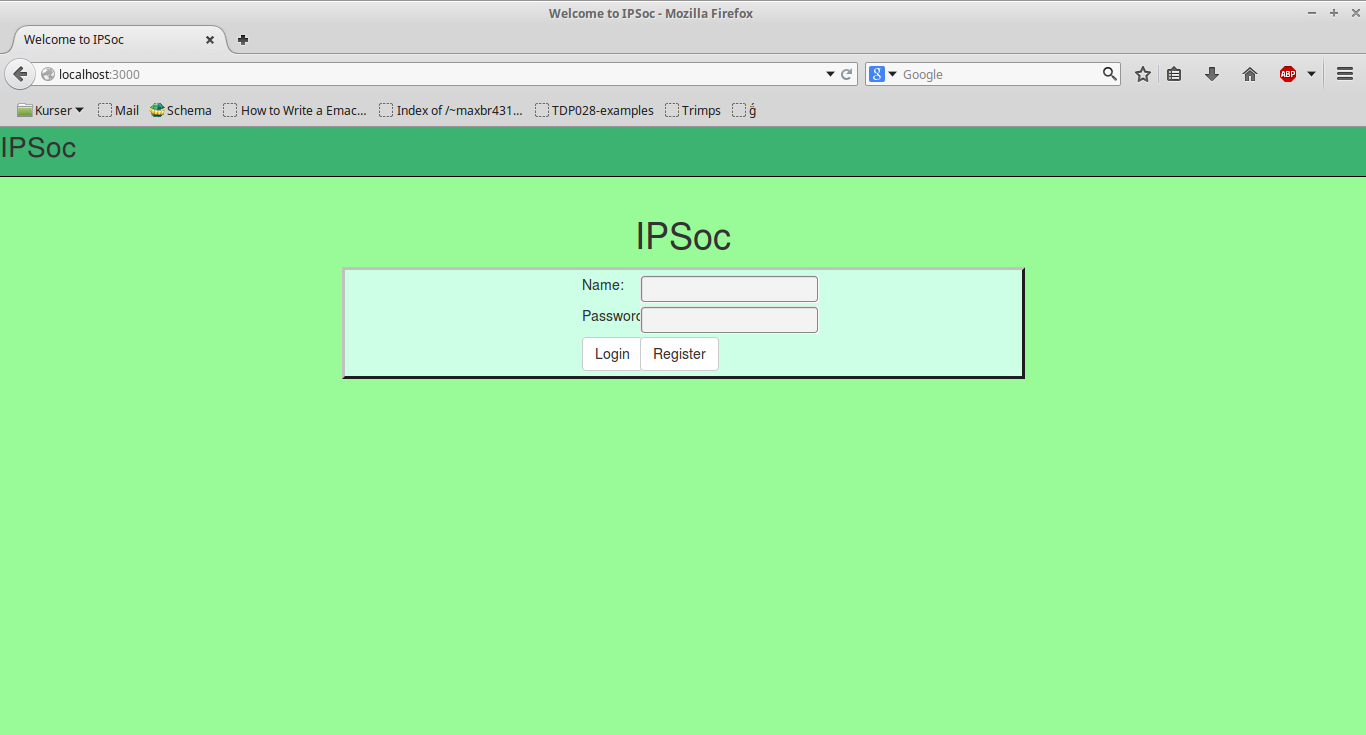 Welcome to IPSoc - Mozilla Firefox
Welcome to IPSoc
localhost:3000
Google
ABP
Kurser Mail Schema How to Write a Emac... Index of /~maxbr431... TDP028-examples Trimps ǵ
IPSoc
IPSoc
Name:
Password
Login Register